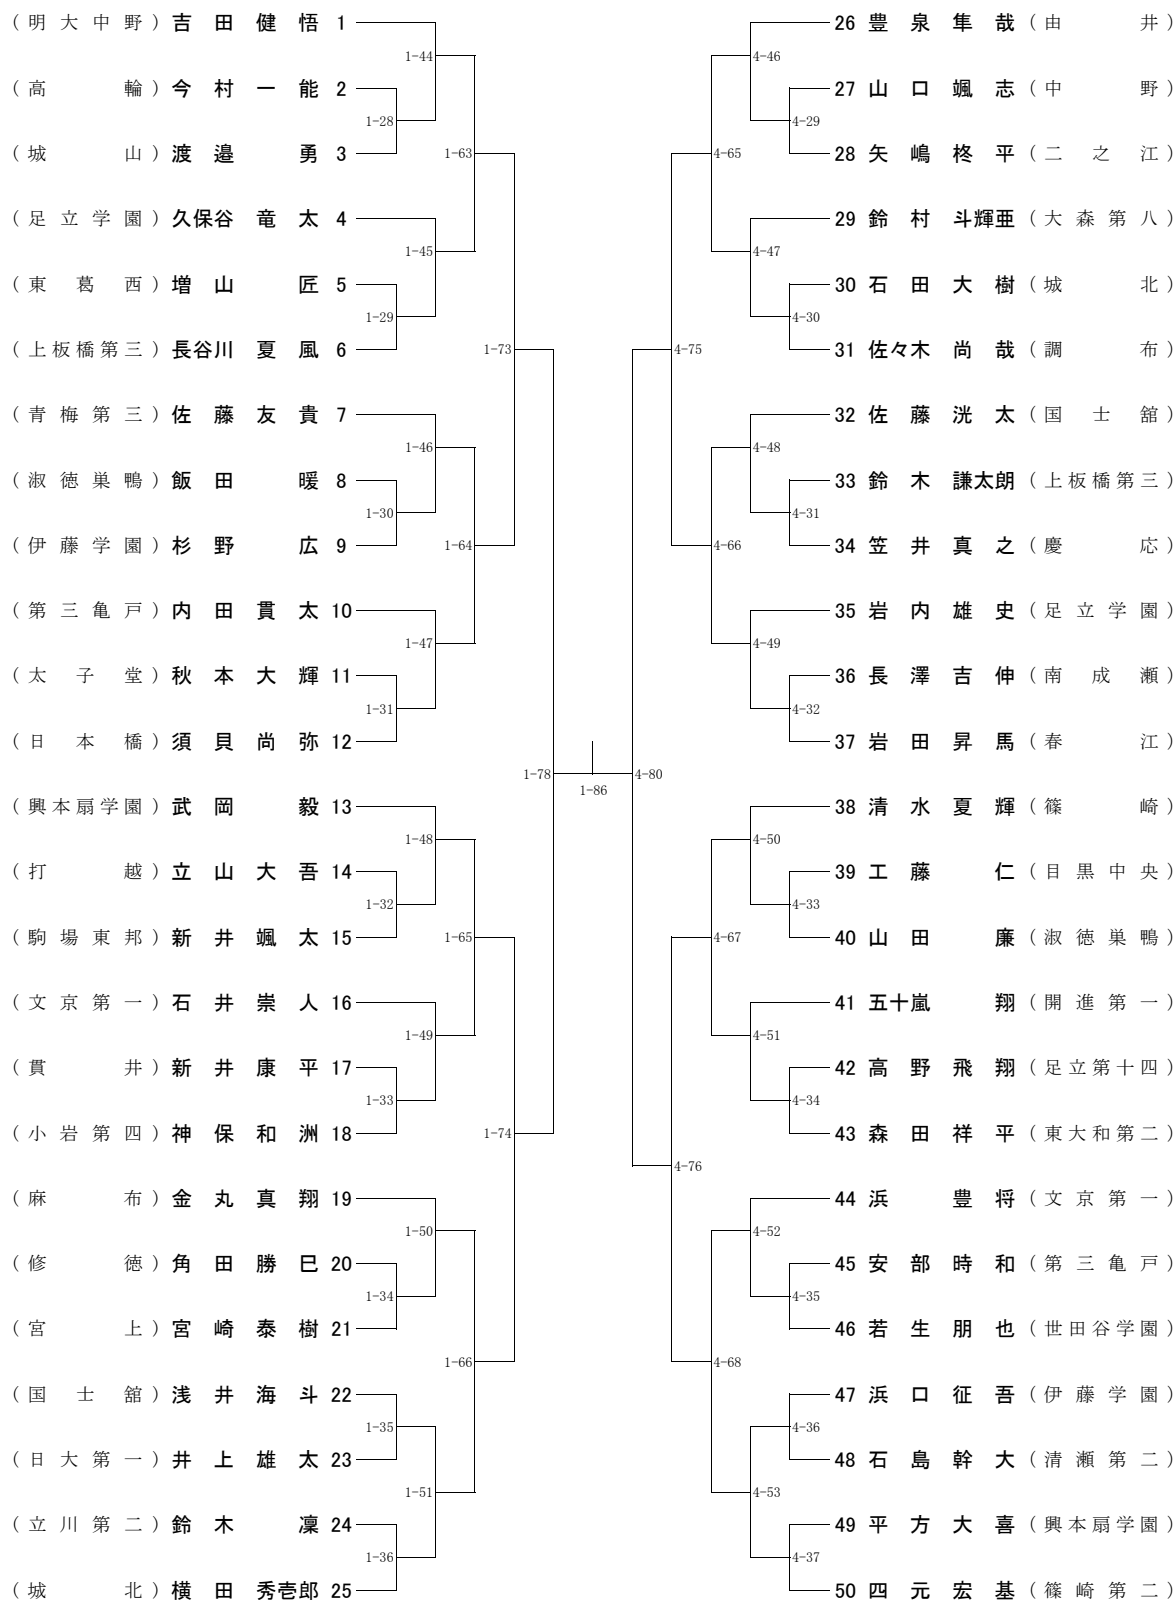 (明大中野) 吉田健悟 1
1-44
(高輪) 今村一能 2
1-28
(城山) 渡邉勇 3
1-63
(足立学園) 久保谷竜太 4
1-45
(東葛西) 増山匠 5
1-29
(上板橋第三) 長谷川夏風 6
1-73
(青梅第三) 佐藤友貴 7
1-46
(淑徳巣鴨) 飯田暖 8
1-30
(伊藤学園) 杉野広 9
1-64
(第三亀戸) 内田貫太 10
1-47
(太子堂) 秋本大輝 11
1-31
(日本橋) 須貝尚弥 12
1-78
(興本扇学園) 武岡毅 13
1-48
(打越) 立山大吾 14
1-32
(駒場東邦) 新井颯太 15
1-65
(文京第一) 石井崇人 16
1-49
(貫井) 新井康平 17
1-33
(小岩第四) 神保和洲 18
1-74
(麻布) 金丸真翔 19
1-50
(修徳) 角田勝巳 20
1-34
(宮上) 宮崎泰樹 21
1-66
(国士舘) 浅井海斗 22
1-35
(日大第一) 井上雄太 23
1-51
(立川第二) 鈴木凜 24
1-36
(城北) 横田秀壱郎 25
1-86
26 豊泉隼哉 (由井)
4-46
27 山口颯志 (中野)
4-29
28 矢嶋柊平 (二之江)
4-65
29 鈴村斗輝亜 (大森第八)
4-47
30 石田大樹 (城北)
4-30
31 佐々木尚哉 (調布)
4-75
32 佐藤洸太 (国士舘)
4-48
33 鈴木謙太朗 (上板橋第三)
4-31
34 笠井真之 (慶応)
4-66
35 岩内雄史 (足立学園)
4-49
36 長澤吉伸 (南成瀬)
4-32
37 岩田昇馬 (春江)
4-80
38 清水夏輝 (篠崎)
4-50
39 工藤仁 (目黒中央)
4-33
40 山田廉 (淑徳巣鴨)
4-67
41 五十嵐翔 (開進第一)
4-51
42 高野飛翔 (足立第十四)
4-34
43 森田祥平 (東大和第二)
4-76
44 浜豊将 (文京第一)
4-52
45 安部時和 (第三亀戸)
4-35
46 若生朋也 (世田谷学園)
4-68
47 浜口征吾 (伊藤学園)
4-36
48 石島幹大 (清瀬第二)
4-53
49 平方大喜 (興本扇学園)
4-37
50 四元宏基 (篠崎第二)